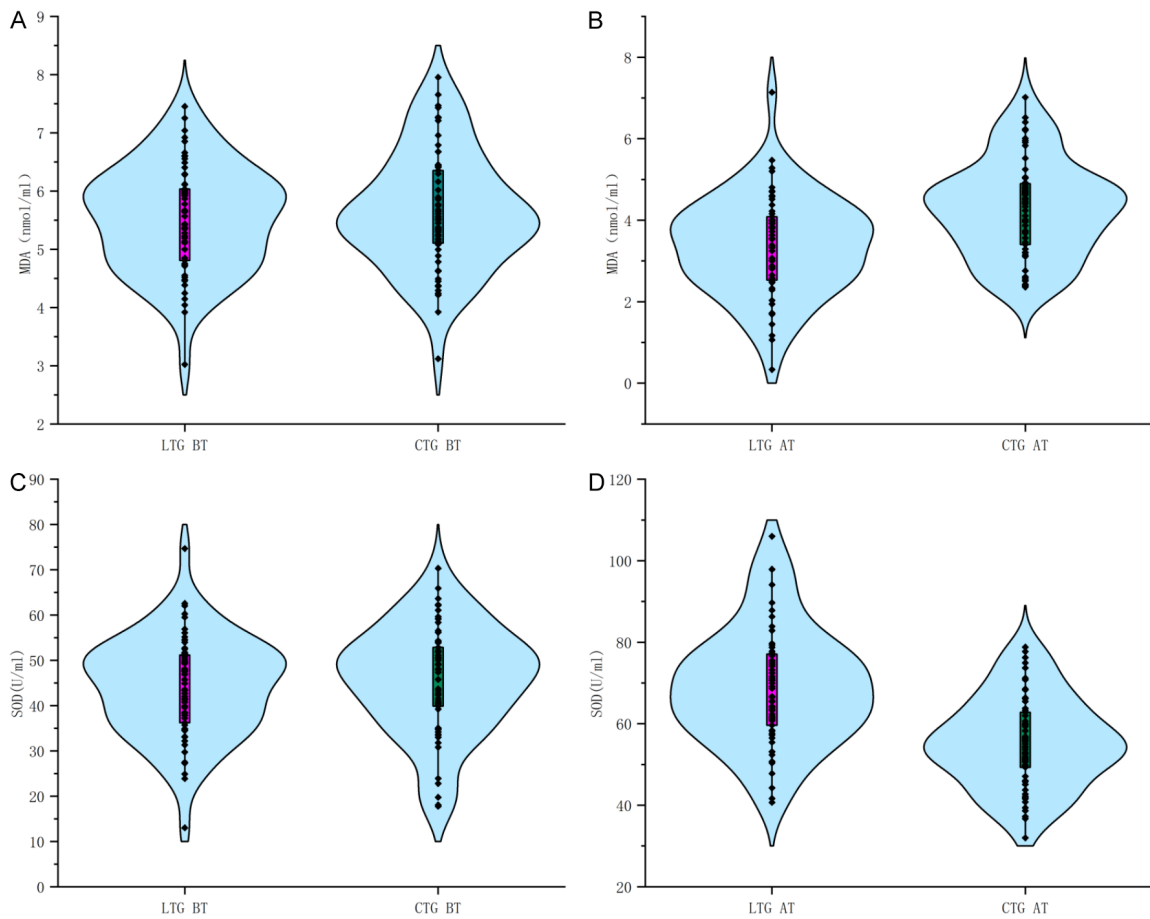 A
9
8
7
6
5
4
3
2
MDA (nmol/ml)
LTG BT
CTG BT
B
8
6
4
2
0
MDA (nmol/ml)
LTG AT
CTG AT
C
90
80
70
60
50
40
30
20
10
0
SOD(U/ml)
LTG BT
CTG BT
D
120
100
80
60
40
20
SOD(U/ml)
LTG AT
CTG AT